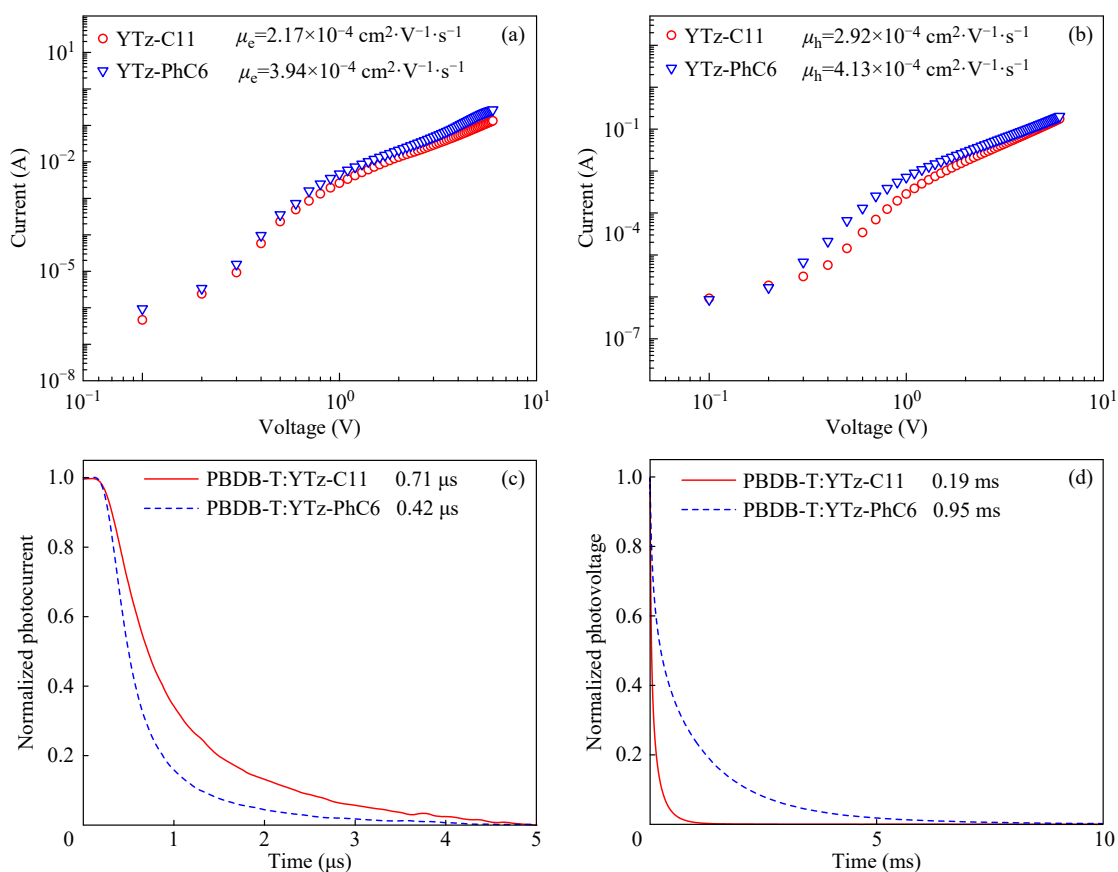 (a)
YTz-C11 μe=2.17×10⁻⁴ cm²·V⁻¹·s⁻¹
YTz-PhC6 μe=3.94×10⁻⁴ cm²·V⁻¹·s⁻¹
Current (A)
10¹
10⁻²
10⁻⁵
10⁻⁸
10⁻¹ 10⁰ 10¹
Voltage (V)
(b)
YTz-C11 μh=2.92×10⁻⁴ cm²·V⁻¹·s⁻¹
YTz-PhC6 μh=4.13×10⁻⁴ cm²·V⁻¹·s⁻¹
Current (A)
10⁻¹
10⁻⁴
10⁻⁷
10⁻¹ 10⁰ 10¹
Voltage (V)
(c)
PBDB-T:YTz-C11 0.71 μs
PBDB-T:YTz-PhC6 0.42 μs
Normalized photocurrent
1.0
0.8
0.6
0.4
0.2
0 1 2 3 4 5
Time (μs)
(d)
PBDB-T:YTz-C11 0.19 ms
PBDB-T:YTz-PhC6 0.95 ms
Normalized photovoltage
1.0
0.8
0.6
0.4
0.2
0 5 10
Time (ms)